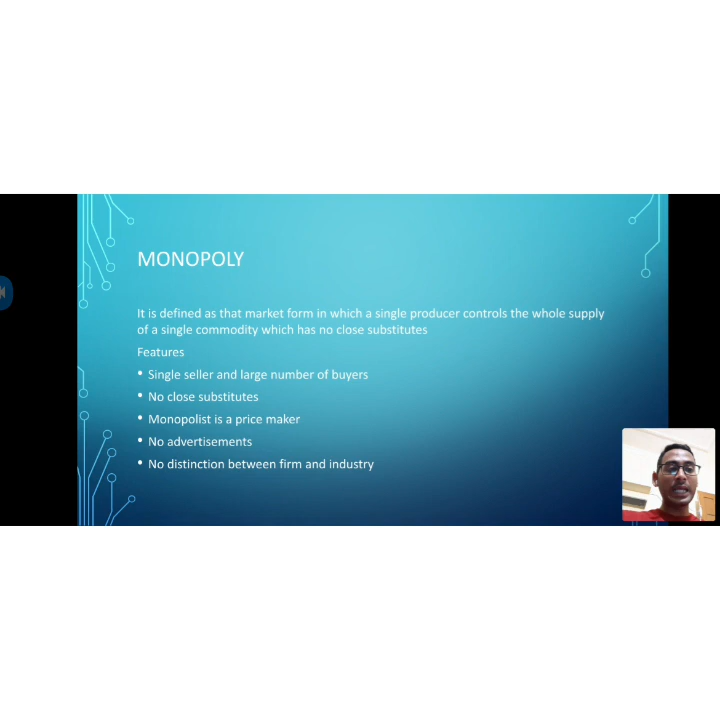 MONOPOLY
It is defined as that market form in which a single producer controls the whole supply
of a single commodity which has no close substitutes
Features
• Single seller and large number of buyers
• No close substitutes
• Monopolist is a price maker
• No advertisements
• No distinction between firm and industry